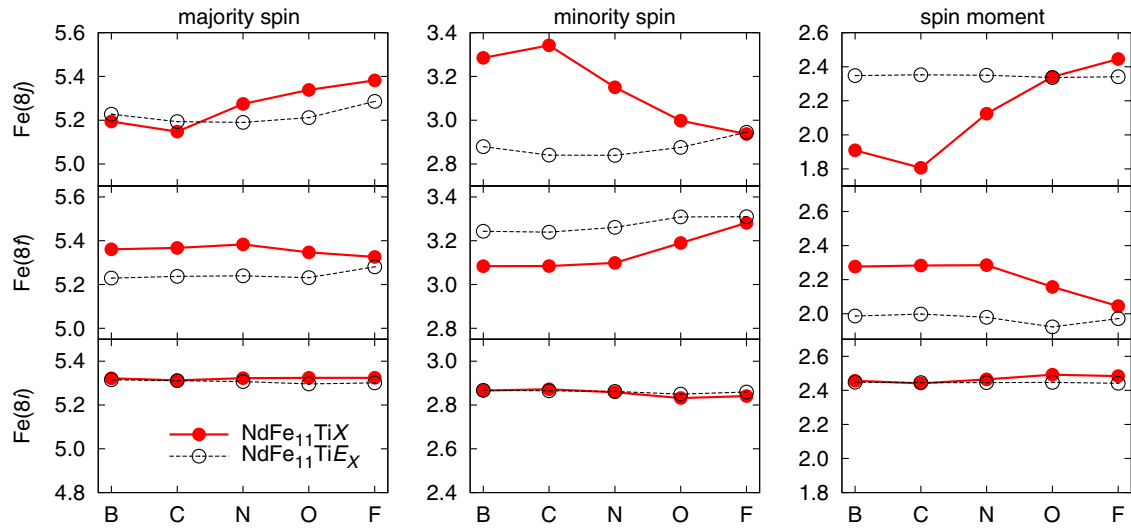 majority spin minority spin spin moment
Fe(8j) 5.6 5.4 5.2 5.0 3.4 3.2 3.0 2.8 2.6 2.4 2.2 2.0 1.8
Fe(8f) 5.6 5.4 5.2 5.0 3.4 3.2 3.0 2.8 2.6 2.4 2.2 2.0
Fe(8i) 5.4 5.2 5.0 4.8 3.0 2.8 2.6 2.4 2.6 2.4 2.2 2.0 1.8
NdFe11TiX
NdFe11TiEX
B C N O F B C N O F B C N O F